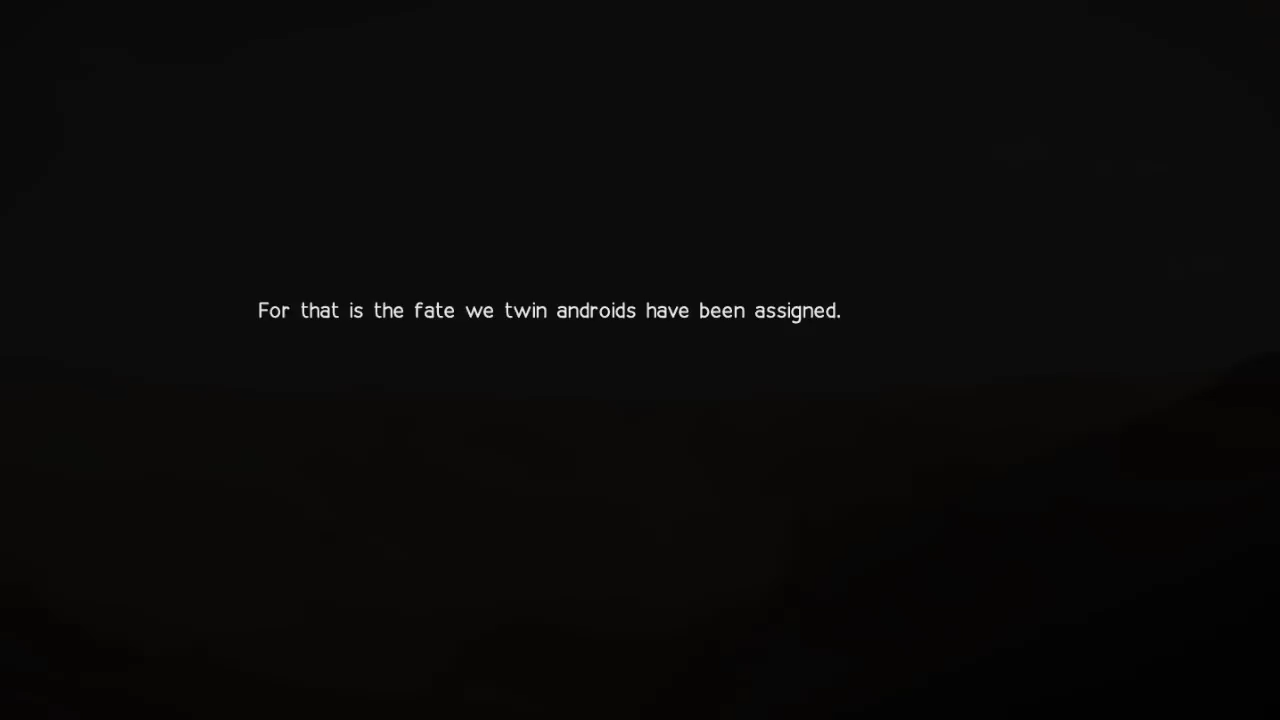 For that is the fate we twin androids have been assigned.